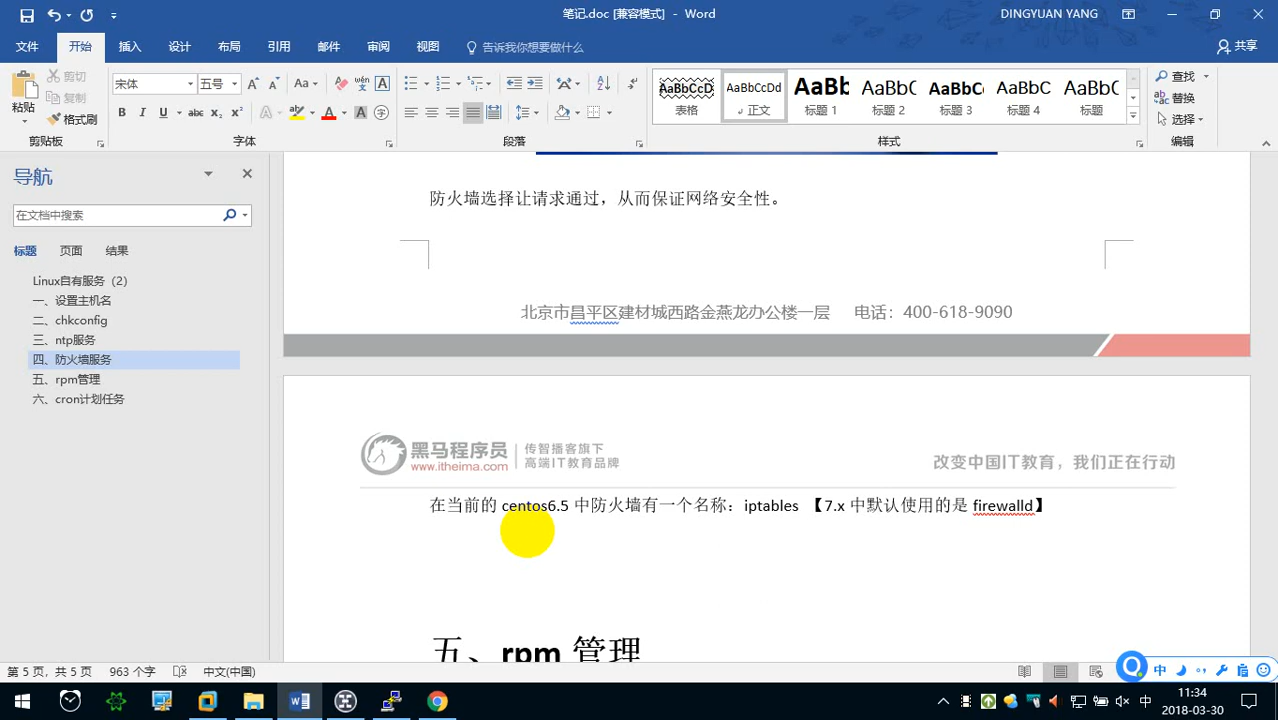 笔记.doc [兼容模式] - Word
DINGYUAN YANG
文件 开始 插入 设计 布局 引用 邮件 审阅 视图 告诉我你想要做什么 共享
粘贴 剪切 复制 格式刷
宋体 五号
AaBbCcD AaBbCcDd AaBb AaBbC AaBbC AaBbC AaBbC
表格 正文 标题 1 标题 2 标题 3 标题 4 标题
查找 替换 选择
剪贴板 字体 段落 样式 编辑
导航
在文档中搜索
标题 页面 结果
Linux自有服务（2）
一、设置主机名
二、chkconfig
三、ntp服务
四、防火墙服务
五、rpm管理
六、cron计划任务
防火墙选择让请求通过，从而保证网络安全性。
北京市昌平区建材城西路金燕龙办公楼一层 电话：400-618-9090
黑马程序员 传智播客旗下
www.itheima.com 高端IT教育品牌
改变中国IT教育，我们正在行动
在当前的 centos6.5 中防火墙有一个名称：iptables 【7.x 中默认使用的是 firewalld】
五、rpm 管理
第 5 页，共 5 页 963 个字 中文(中国)
中
中 11:34
2018-03-30